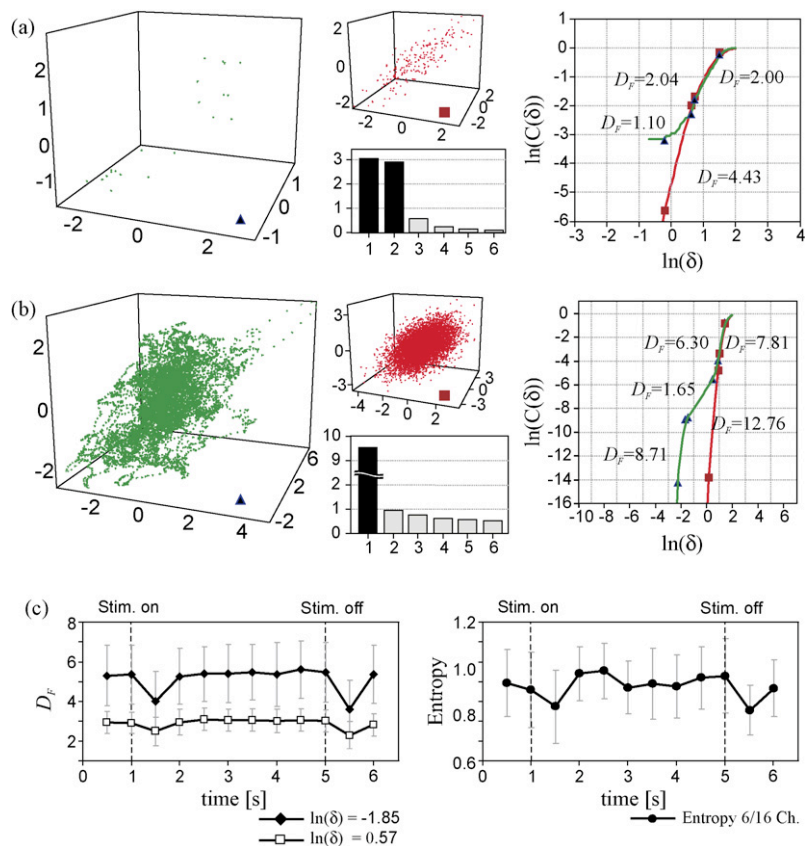 (a)
2
1
0
-1
-2
0
2
-1
0
1
2
0
-2
-2
0
2
-2
0
2
3
2
1
0
1 2 3 4 5 6
ln(C(δ))
1
0
-1
-2
-3
-4
-5
-6
D_F=2.04
D_F=2.00
D_F=1.10
D_F=4.43
-3 -2 -1 0 1 2 3 4
ln(δ)
(b)
2
0
-2
-2
0
2
4
-2
2
6
3
0
-3
-4 -2 0 2
-3
0
3
10
9
2
1
0
1 2 3 4 5 6
ln(C(δ))
0
-2
-4
-6
-8
-10
-12
-14
-16
D_F=6.30
D_F=7.81
D_F=1.65
D_F=12.76
D_F=8.71
-10 -8 -6 -4 -2 0 2 4 6
ln(δ)
(c)
Stim. on
Stim. off
D_F
8
6
4
2
0 1 2 3 4 5 6
time [s]
ln(δ) = -1.85
ln(δ) = 0.57
Stim. on
Stim. off
Entropy
1.2
1.0
0.8
0.6
0 1 2 3 4 5 6
time [s]
Entropy 6/16 Ch.